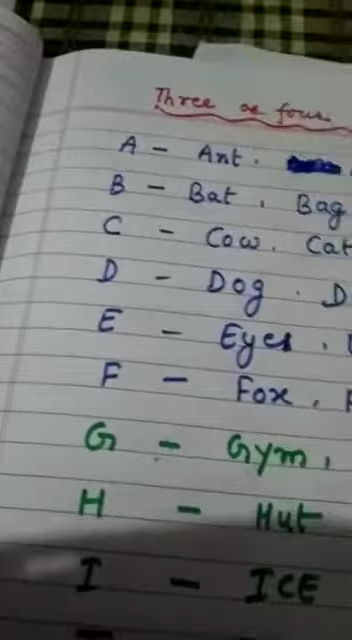 Three or four
A - Ant.
B - Bat, Bag
C - Cow, Cat
D - Dog. D
E - Eyes,
F - Fox, F
G - Gym,
H - Hut
I - ICE